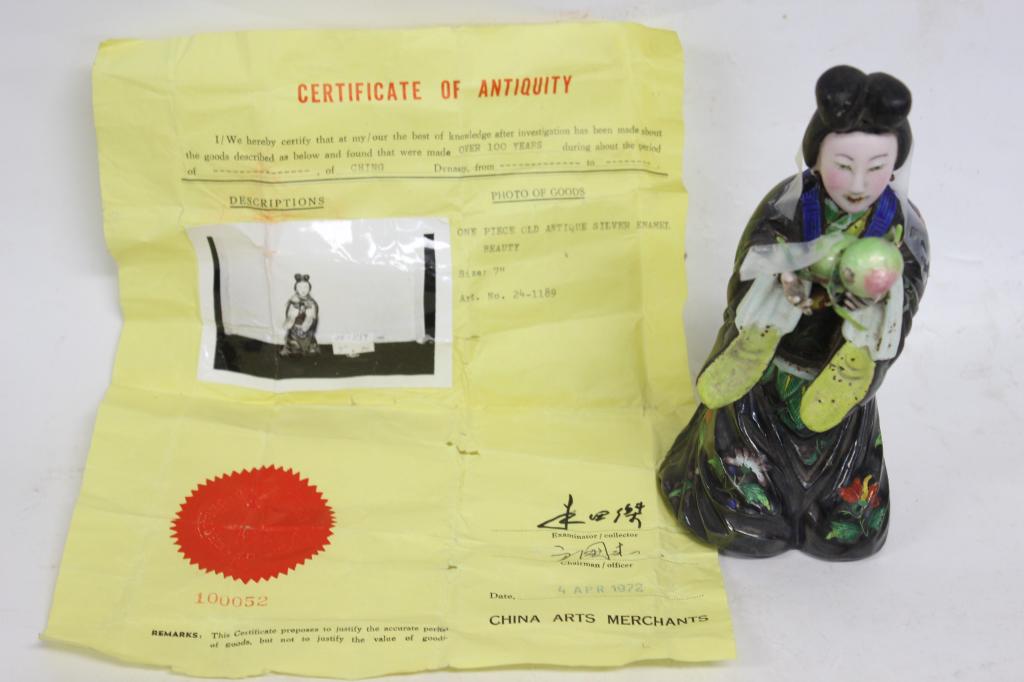 CERTIFICATE OF ANTIQUITY
I/We hereby certify that at my/our the best of knowledge after investigation has been made about
the goods described as below and found that were made OVER 100 YEARS during about the period
of ----------------- , of CHING Dynasy, from -------------- to ------- .
DESCRIPTIONS
PHOTO OF GOODS
ONE PIECE OLD ANTIQUE SILVER ENAMEL
BEAUTY
Size: 7"
Art. No. 24-1189
Examinator/collector
Chairman/officer
Date, 4 APR 1972
CHINA ARTS MERCHANTS
100052
REMARKS: This Certificate proposes to justify the accurate period
of goods, but not to justify the value of goods